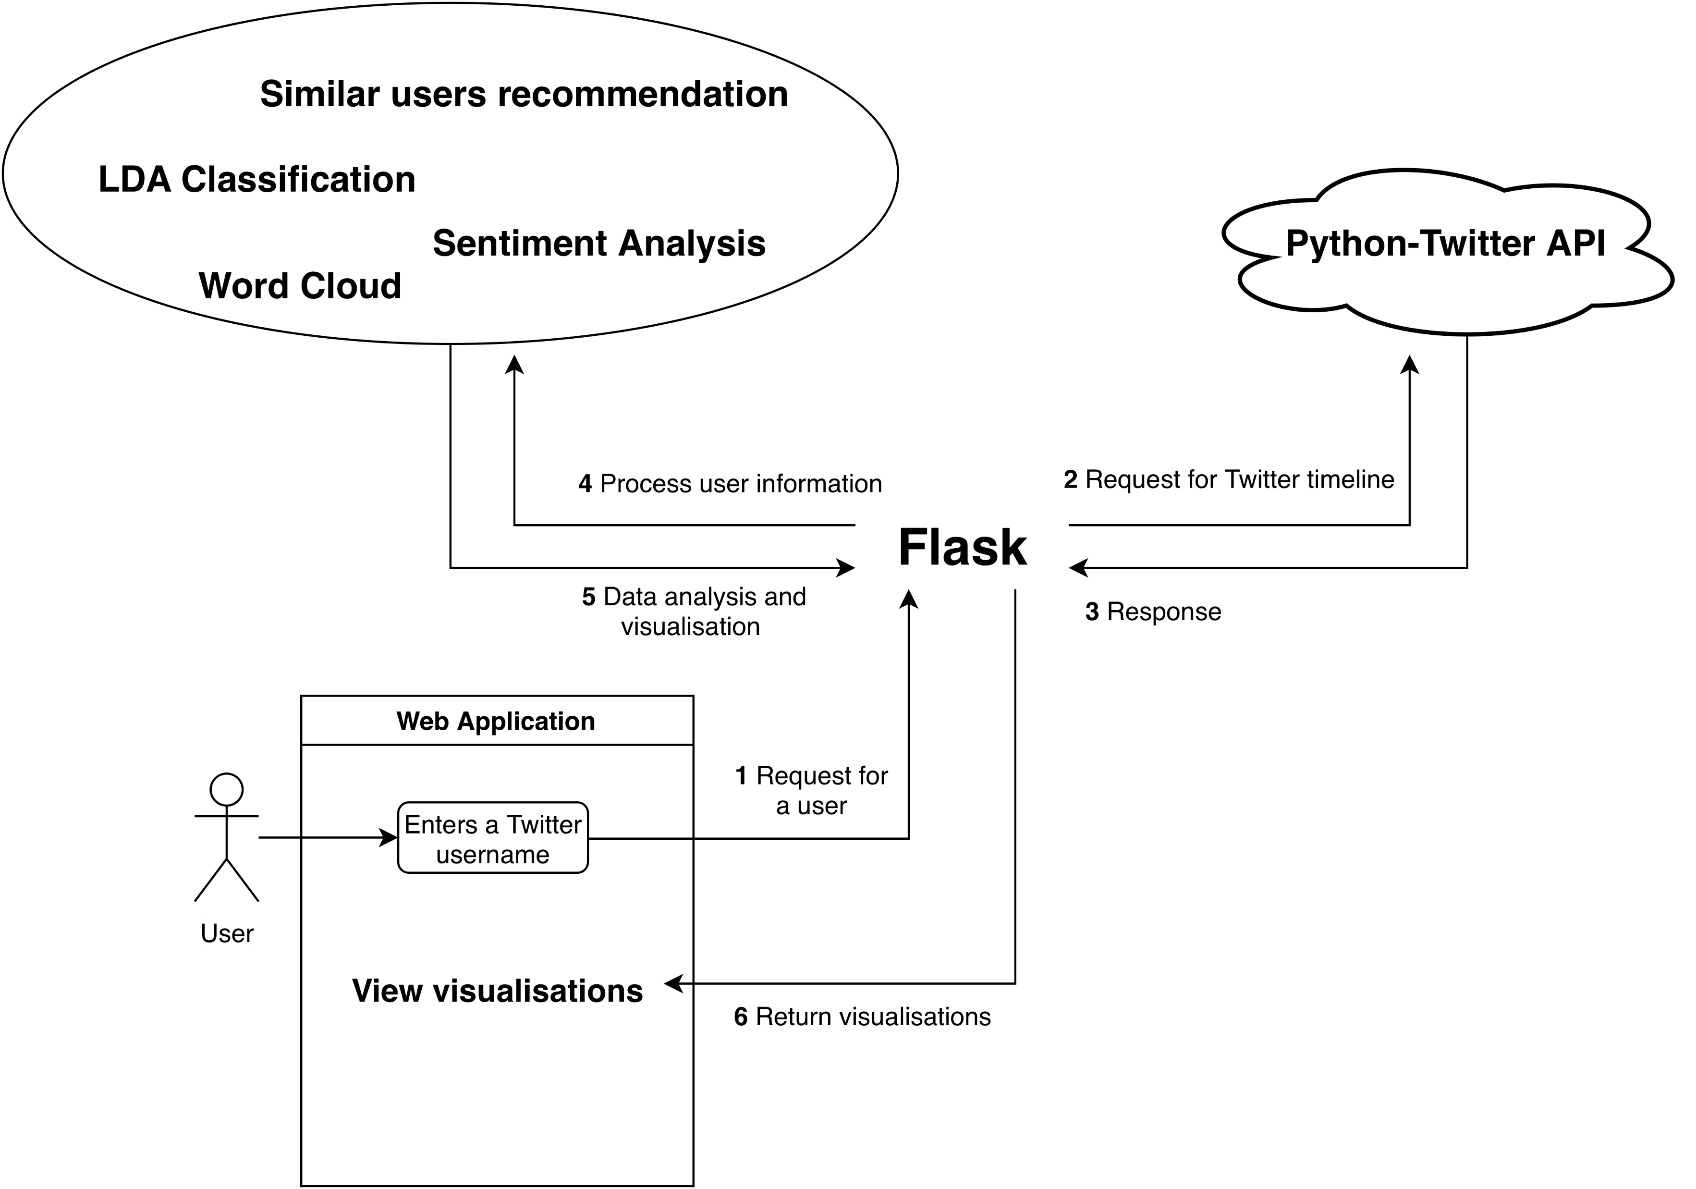 Similar users recommendation
LDA Classification
Sentiment Analysis
Word Cloud
Python-Twitter API
4 Process user information
2 Request for Twitter timeline
Flask
5 Data analysis and
visualisation
3 Response
Web Application
1 Request for
a user
Enters a Twitter
username
User
View visualisations
6 Return visualisations